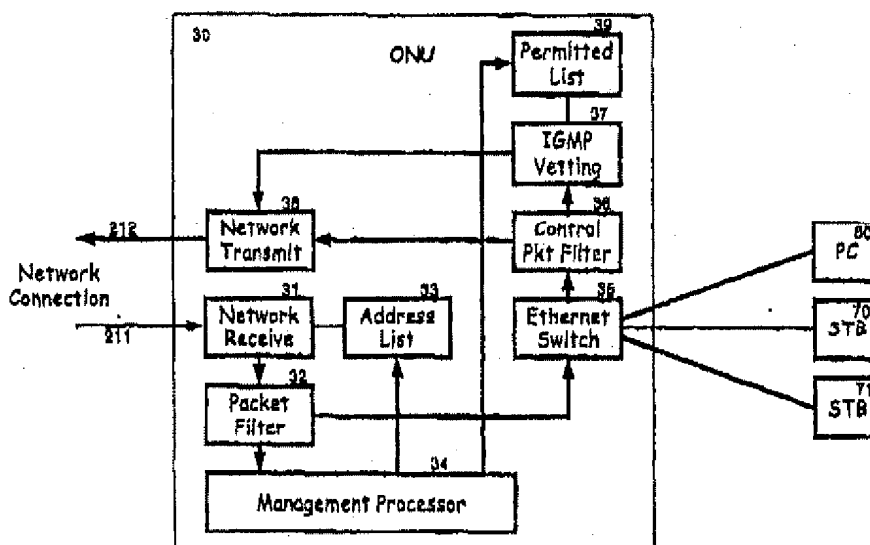 30
ONU
39
Permitted
List
37
IGMP
Vetting
212
38
Network
Transmit
36
Control
Pkt Filter
Network
Connection
211
31
Network
Receive
33
Address
List
35
Ethernet
Switch
60
PC
70
STB
71
STB
32
Packet
Filter
34
Management Processor